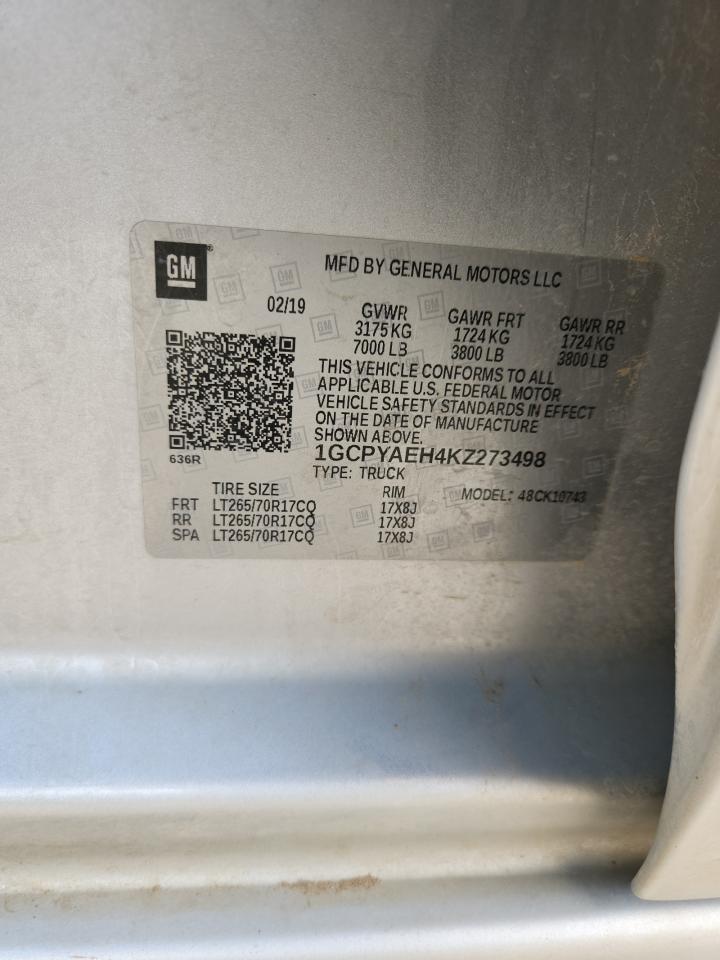 GM
MFD BY GENERAL MOTORS LLC
02/19
GVWR GAWR FRT GAWR RR
3175 KG 1724 KG 1724 KG
7000 LB 3800 LB 3800 LB
THIS VEHICLE CONFORMS TO ALL
APPLICABLE U.S. FEDERAL MOTOR
VEHICLE SAFETY STANDARDS IN EFFECT
ON THE DATE OF MANUFACTURE
SHOWN ABOVE.
1GCPYAEH4KZ273498
636R
TYPE: TRUCK
TIRE SIZE RIM MODEL: 48CK10743
FRT LT265/70R17CQ 17X8J
RR LT265/70R17CQ 17X8J
SPA LT265/70R17CQ 17X8J